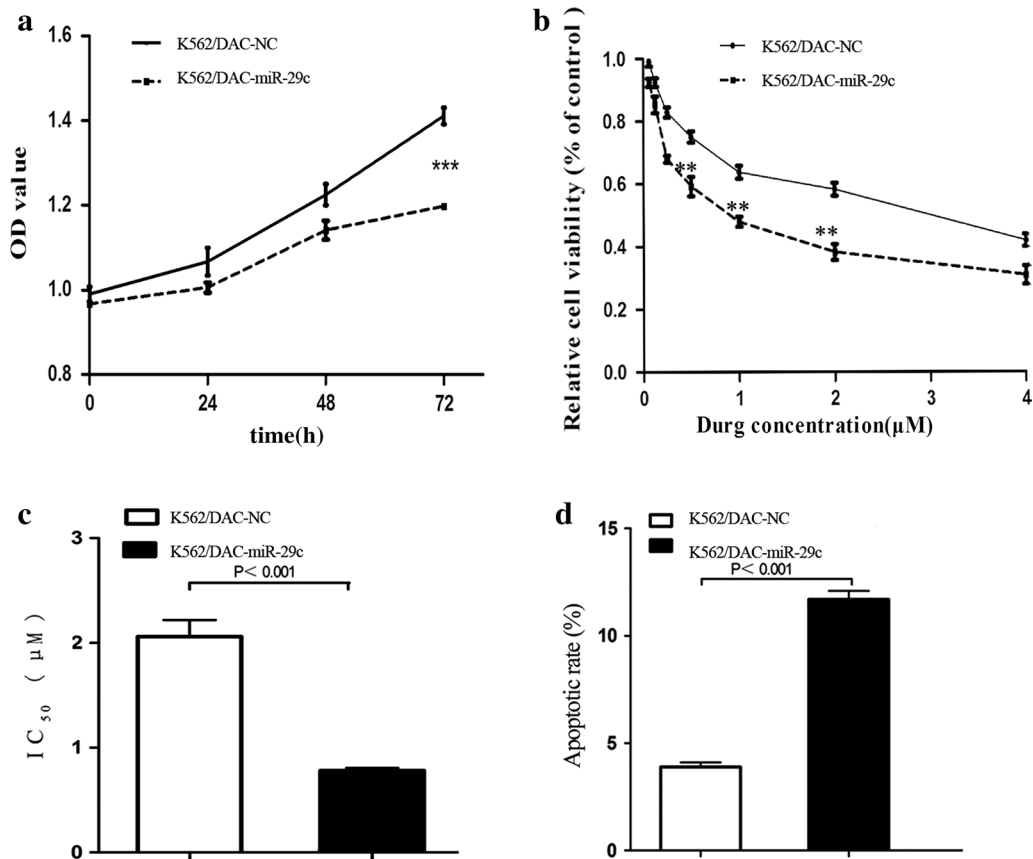 a
K562/DAC-NC
K562/DAC-miR-29c
1.6
1.4
1.2
1.0
0.8
OD value
***
0 24 48 72
time(h)
b
K562/DAC-NC
K562/DAC-miR-29c
1.0
0.8
0.6
0.4
0.2
0.0
Relative cell viability (% of control)
**
**
**
0 1 2 3 4
Durg concentration(μM)
c
K562/DAC-NC
K562/DAC-miR-29c
P< 0.001
3
2
1
0
IC50 (μM)
d
K562/DAC-NC
K562/DAC-miR-29c
P< 0.001
15
10
5
0
Apoptotic rate (%)